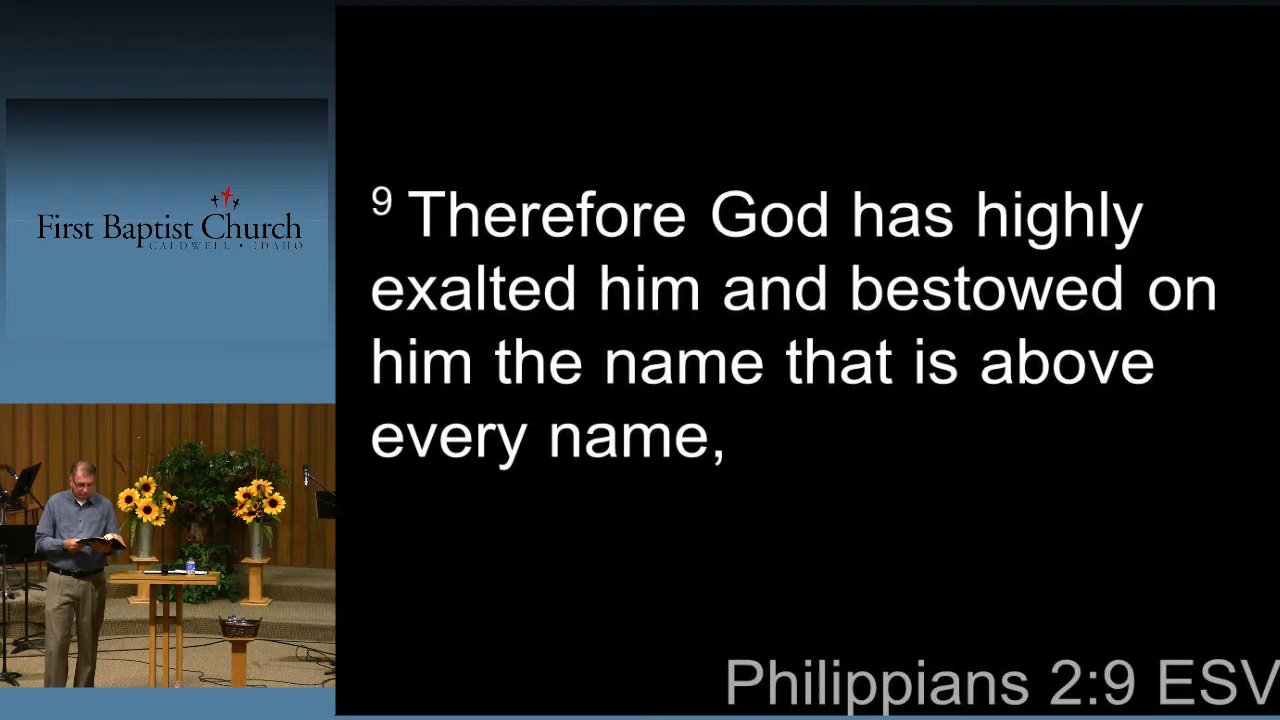 First Baptist Church
CALDWELL • IDAHO
9 Therefore God has highly
exalted him and bestowed on
him the name that is above
every name,
Philippians 2:9 ESV